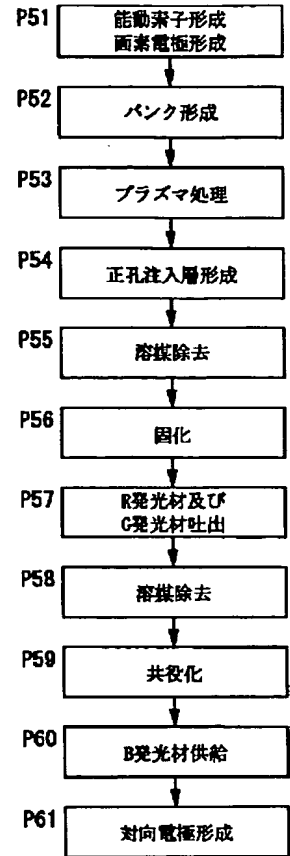 P51
能動素子形成
画素電極形成
P52
バンク形成
P53
プラズマ処理
P54
正孔注入層形成
P55
溶媒除去
P56
固化
P57
R発光材及び
G発光材吐出
P58
溶媒除去
P59
共役化
P60
B発光材供給
P61
対向電極形成